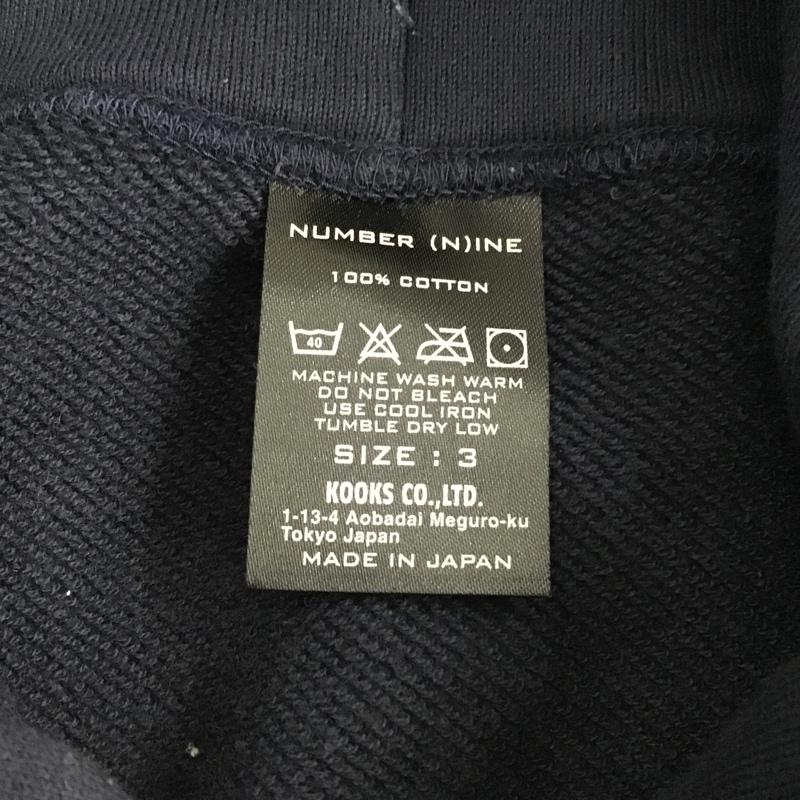 NUMBER (N)INE
100% COTTON
40
MACHINE WASH WARM
DO NOT BLEACH
USE COOL IRON
TUMBLE DRY LOW
SIZE : 3
KOOKS CO.,LTD.
1-13-4 Aobadai Meguro-ku
Tokyo Japan
MADE IN JAPAN